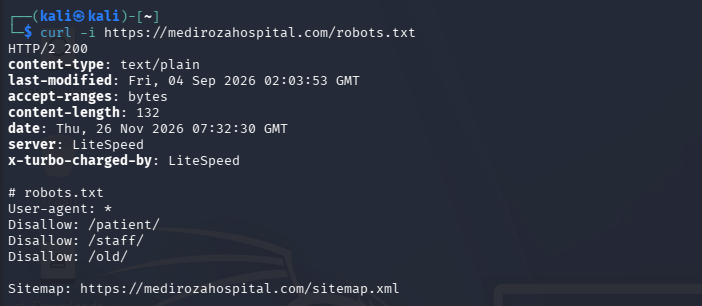 ┌──(kali㉿kali)-[~]
└─$ curl -i https://medirozahospital.com/robots.txt
HTTP/2 200
content-type: text/plain
last-modified: Fri, 04 Sep 2026 02:03:53 GMT
accept-ranges: bytes
content-length: 132
date: Thu, 26 Nov 2026 07:32:30 GMT
server: LiteSpeed
x-turbo-charged-by: LiteSpeed

# robots.txt
User-agent: *
Disallow: /patient/
Disallow: /staff/
Disallow: /old/

Sitemap: https://medirozahospital.com/sitemap.xml